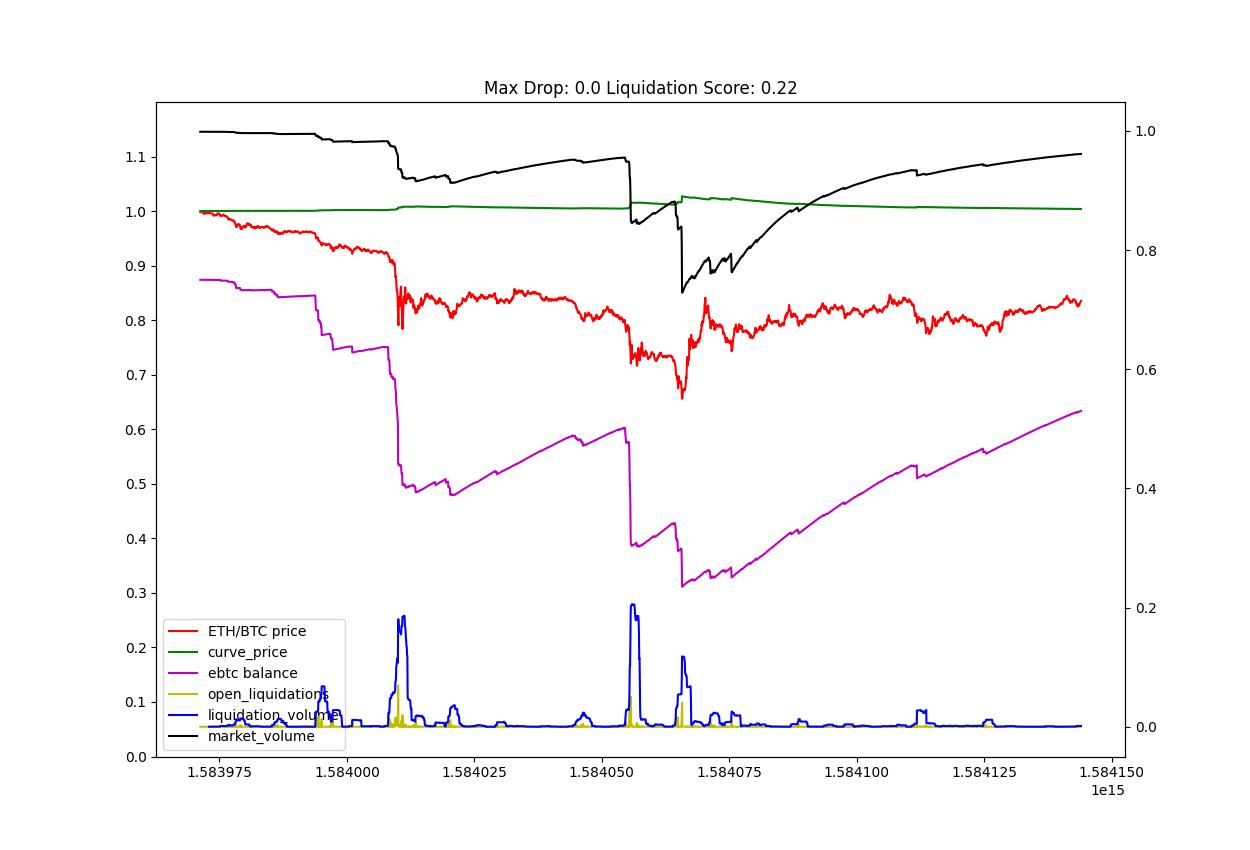 Max Drop: 0.0 Liquidation Score: 0.22
1.1
1.0
0.9
0.8
0.7
0.6
0.5
0.4
0.3
0.2
0.1
0.0
1.0
0.8
0.6
0.4
0.2
0.0
ETH/BTC price
curve_price
ebtc balance
open_liquidations
liquidation_volume
market_volume
1.583975 1.584000 1.584025 1.584050 1.584075 1.584100 1.584125 1.584150
1e15